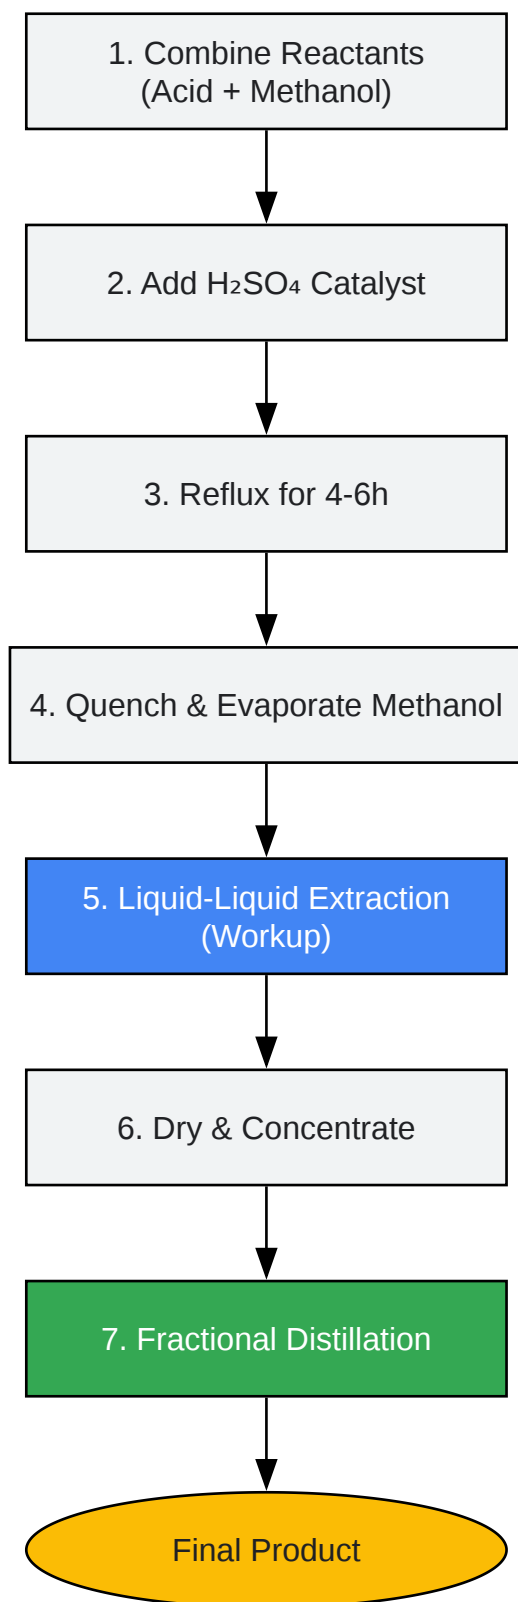 1. Combine Reactants
(Acid + Methanol)
2. Add H₂SO₄ Catalyst
3. Reflux for 4-6h
4. Quench & Evaporate Methanol
5. Liquid-Liquid Extraction
(Workup)
6. Dry & Concentrate
7. Fractional Distillation
Final Product